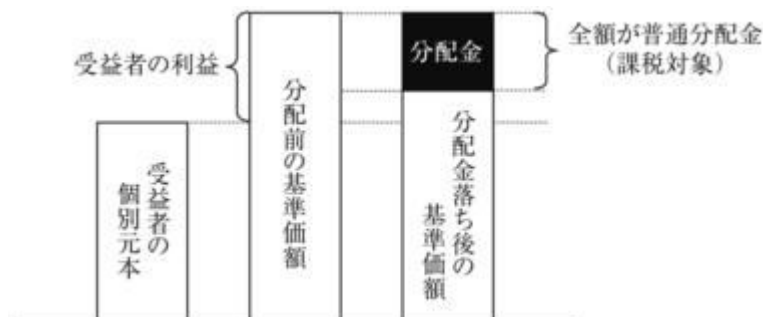 受益者の利益
受益者の
個別元本
分配前の基準価額
分配金
分配金落ち後の
基準価額
全額が普通分配金
（課税対象）